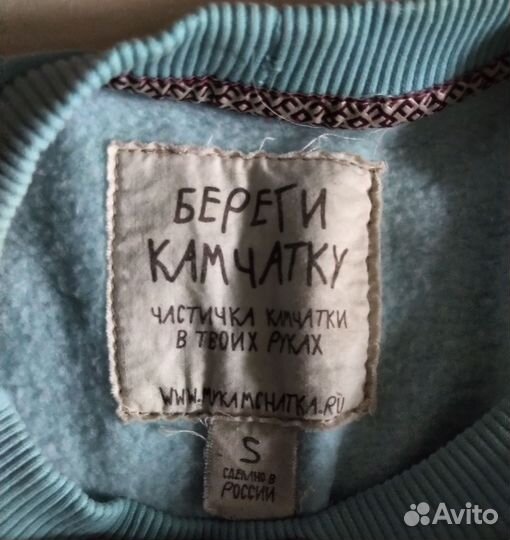 БЕРЕГИ
КАМЧАТКУ
ЧАСТИЧКА КАМЧАТКИ
В ТВОИХ РУКАХ
WWW.MYKAMCHATKA.RU
S
СДЕЛАНО В
РОССИИ
Avito